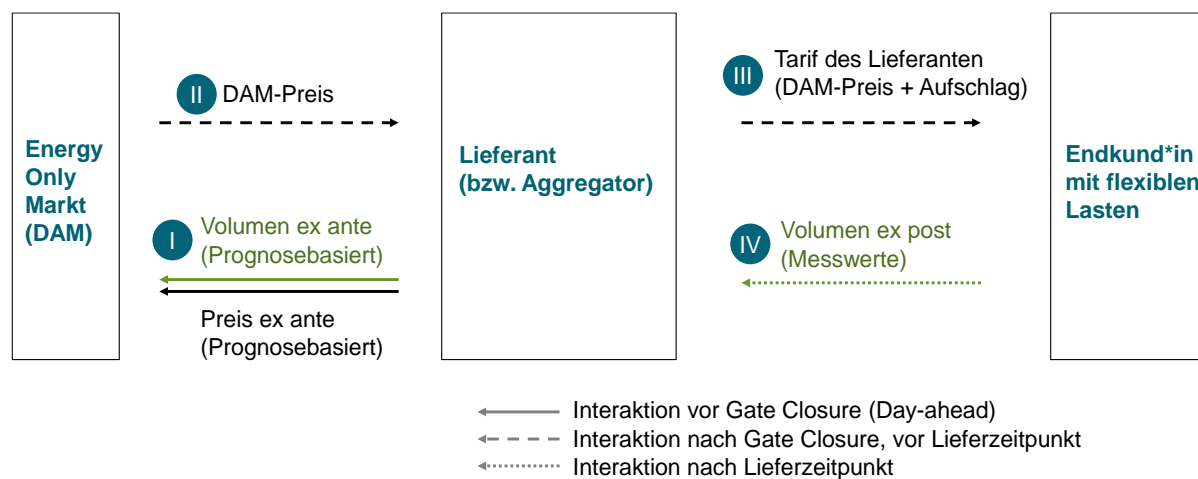 Energy
Only
Markt
(DAM)
II
DAM-Preis
I
Volumen ex ante
(Prognosebasiert)
Preis ex ante
(Prognosebasiert)
Lieferant
(bzw. Aggregator)
III
Tarif des Lieferanten
(DAM-Preis + Aufschlag)
IV
Volumen ex post
(Messwerte)
Endkund*in
mit flexiblen
Lasten
Interaktion vor Gate Closure (Day-ahead)
Interaktion nach Gate Closure, vor Lieferzeitpunkt
Interaktion nach Lieferzeitpunkt